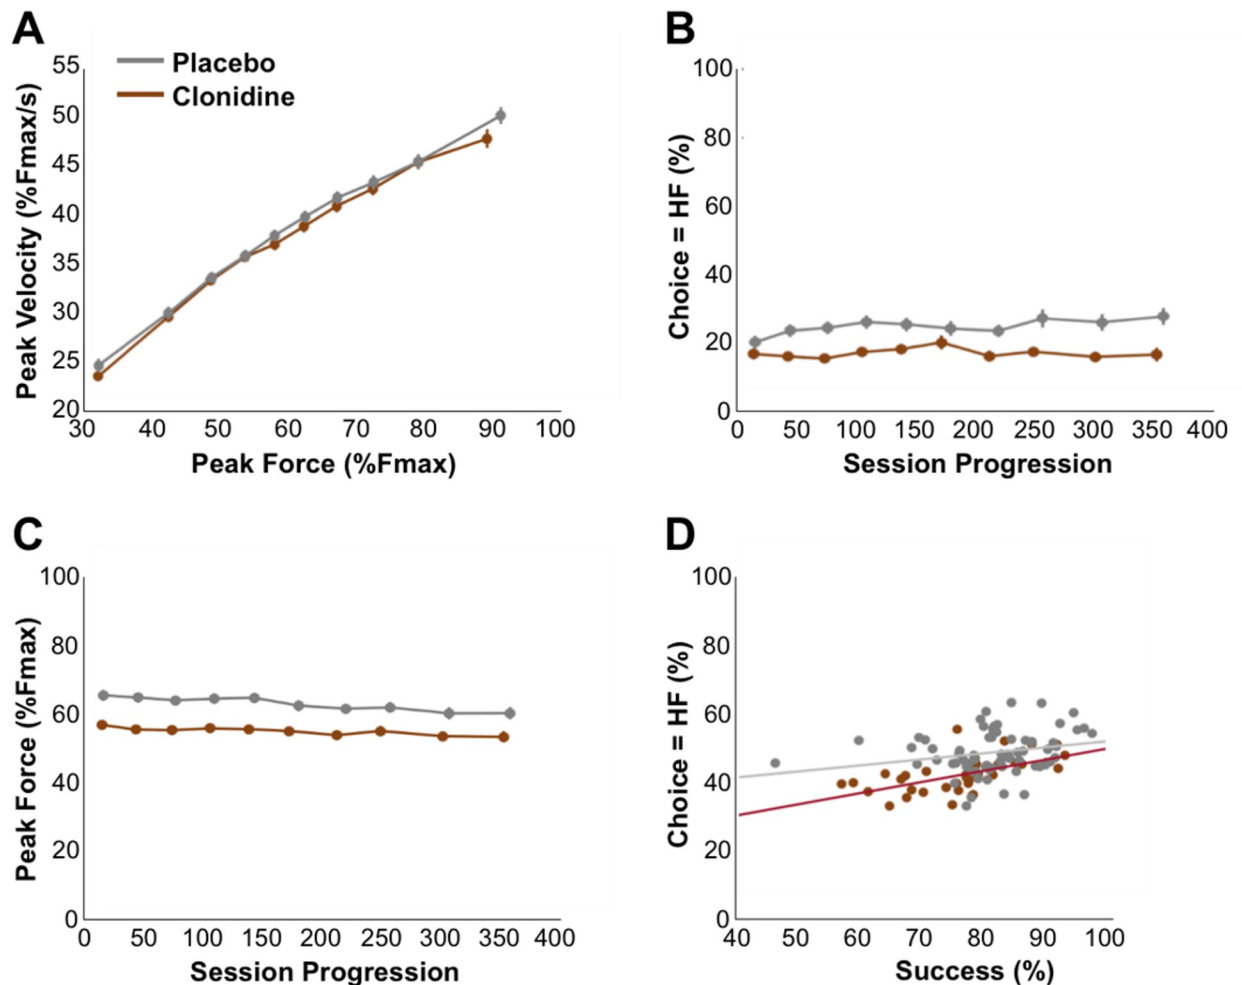 A
Placebo
Clonidine
55
50
45
40
35
30
25
20
30 40 50 60 70 80 90 100
Peak Velocity (%Fmax/s)
Peak Force (%Fmax)
B
100
80
60
40
20
0
0 50 100 150 200 250 300 350 400
Choice = HF (%)
Session Progression
C
100
80
60
40
20
0
0 50 100 150 200 250 300 350 400
Peak Force (%Fmax)
Session Progression
D
100
80
60
40
20
0
40 50 60 70 80 90 100
Choice = HF (%)
Success (%)